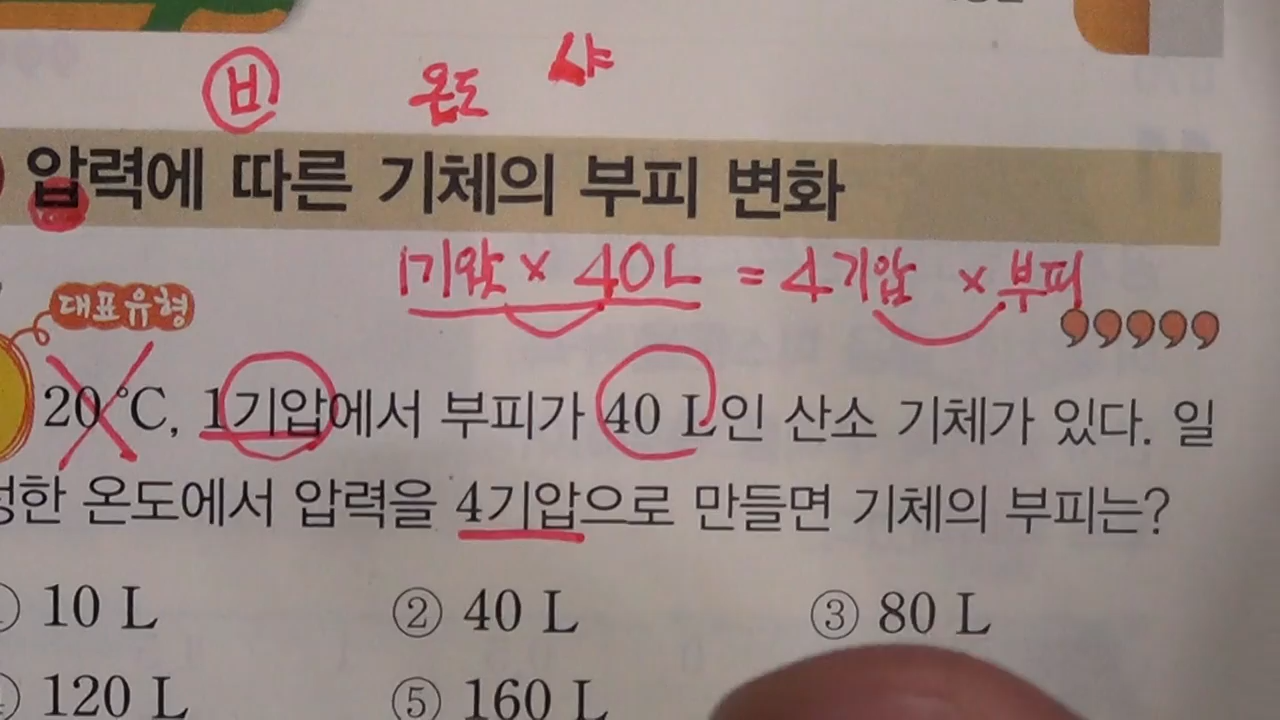 비 온도 샤
압력에 따른 기체의 부피 변화
1기압 × 40L = 4기압 × 부피
대표유형
20 ℃, 1기압에서 부피가 40 L인 산소 기체가 있다. 일
정한 온도에서 압력을 4기압으로 만들면 기체의 부피는?
① 10 L ② 40 L ③ 80 L
④ 120 L ⑤ 160 L